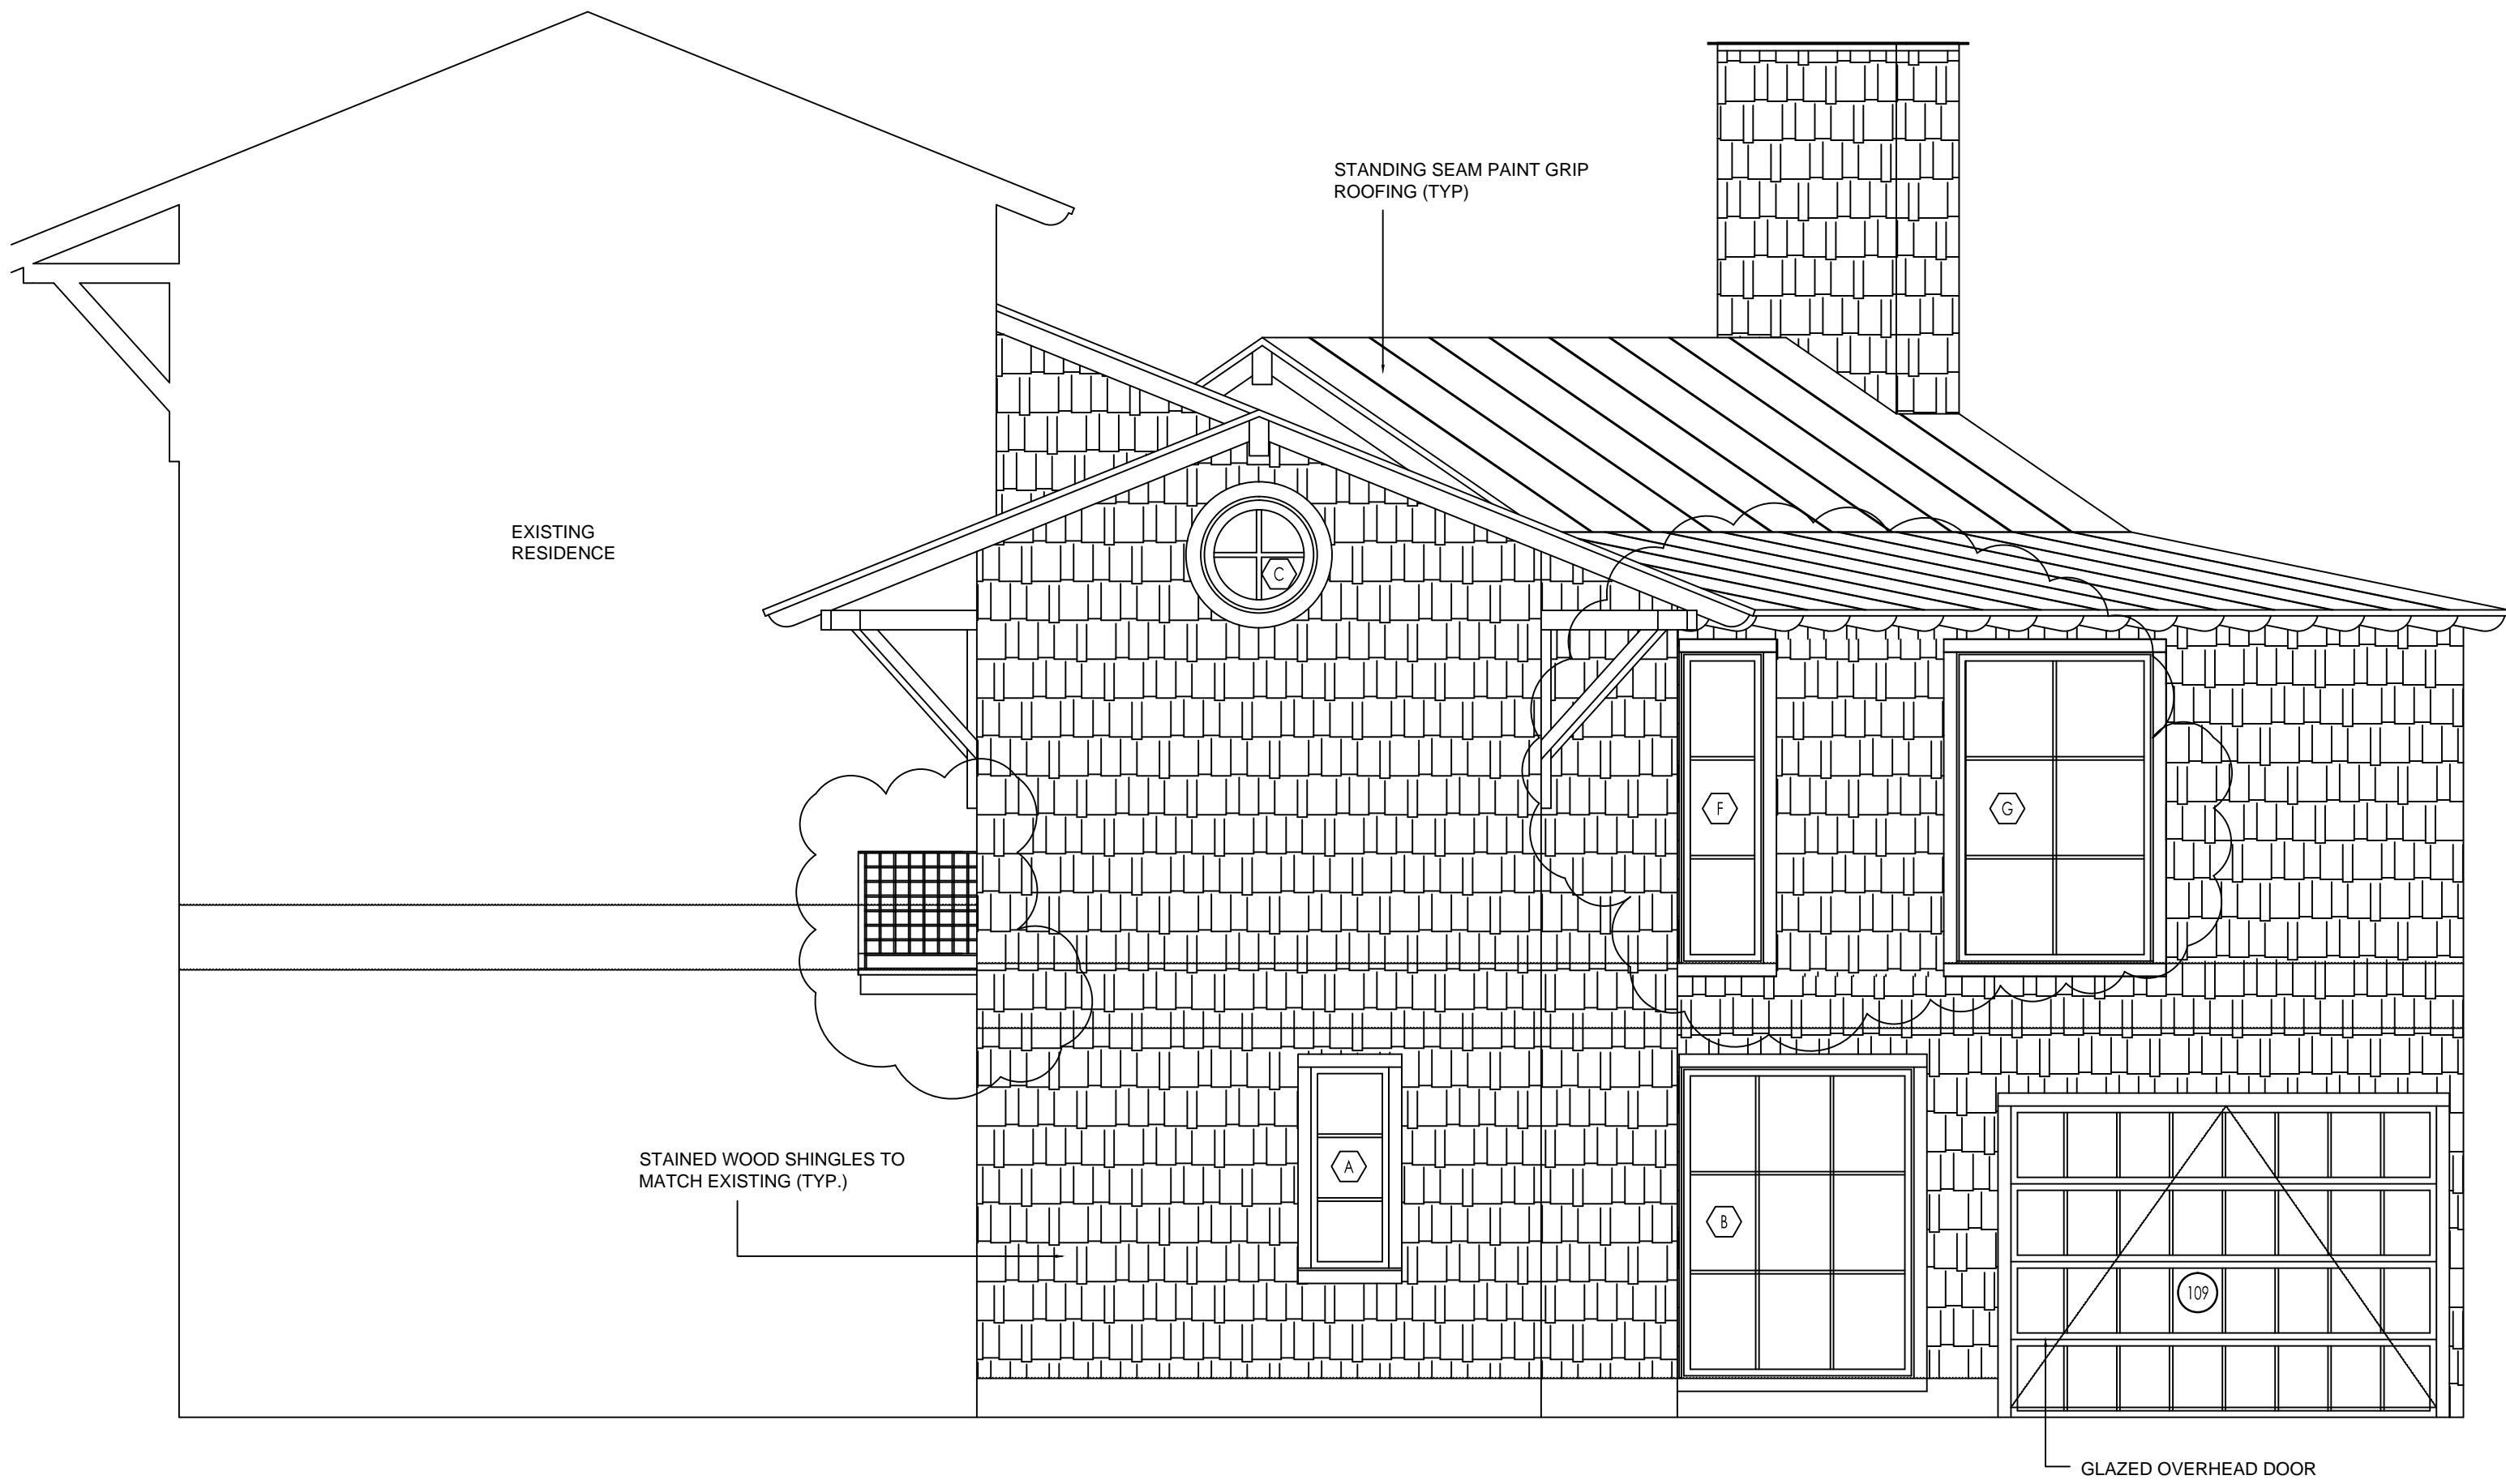 STANDING SEAM PAINT GRIP
ROOFING (TYP)
EXISTING
RESIDENCE
C
F
G
STAINED WOOD SHINGLES TO
MATCH EXISTING (TYP.)
A
B
109
GLAZED OVERHEAD DOOR